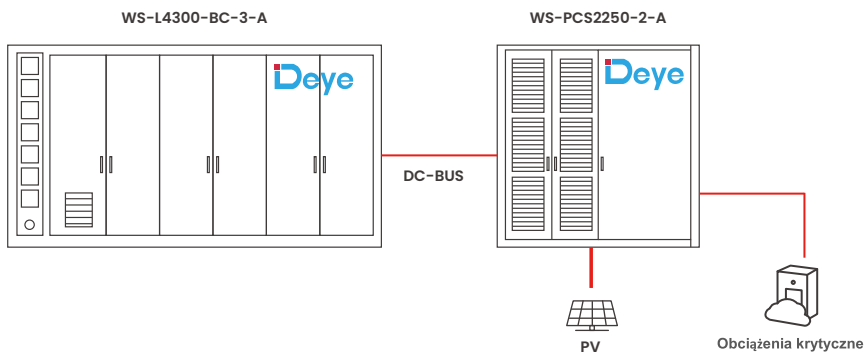 WS-L4300-BC-3-A
WS-PCS2250-2-A
Deye
Deye
DC-BUS
PV
Obciążenia krytyczne